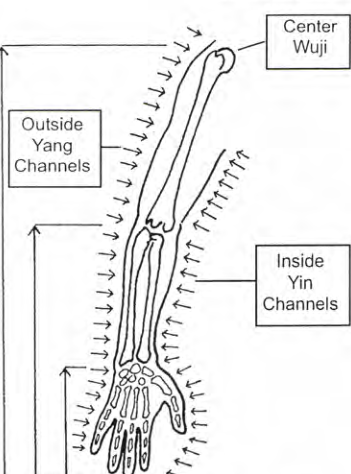 Center
Wuji
Outside
Yang
Channels
Inside
Yin
Channels